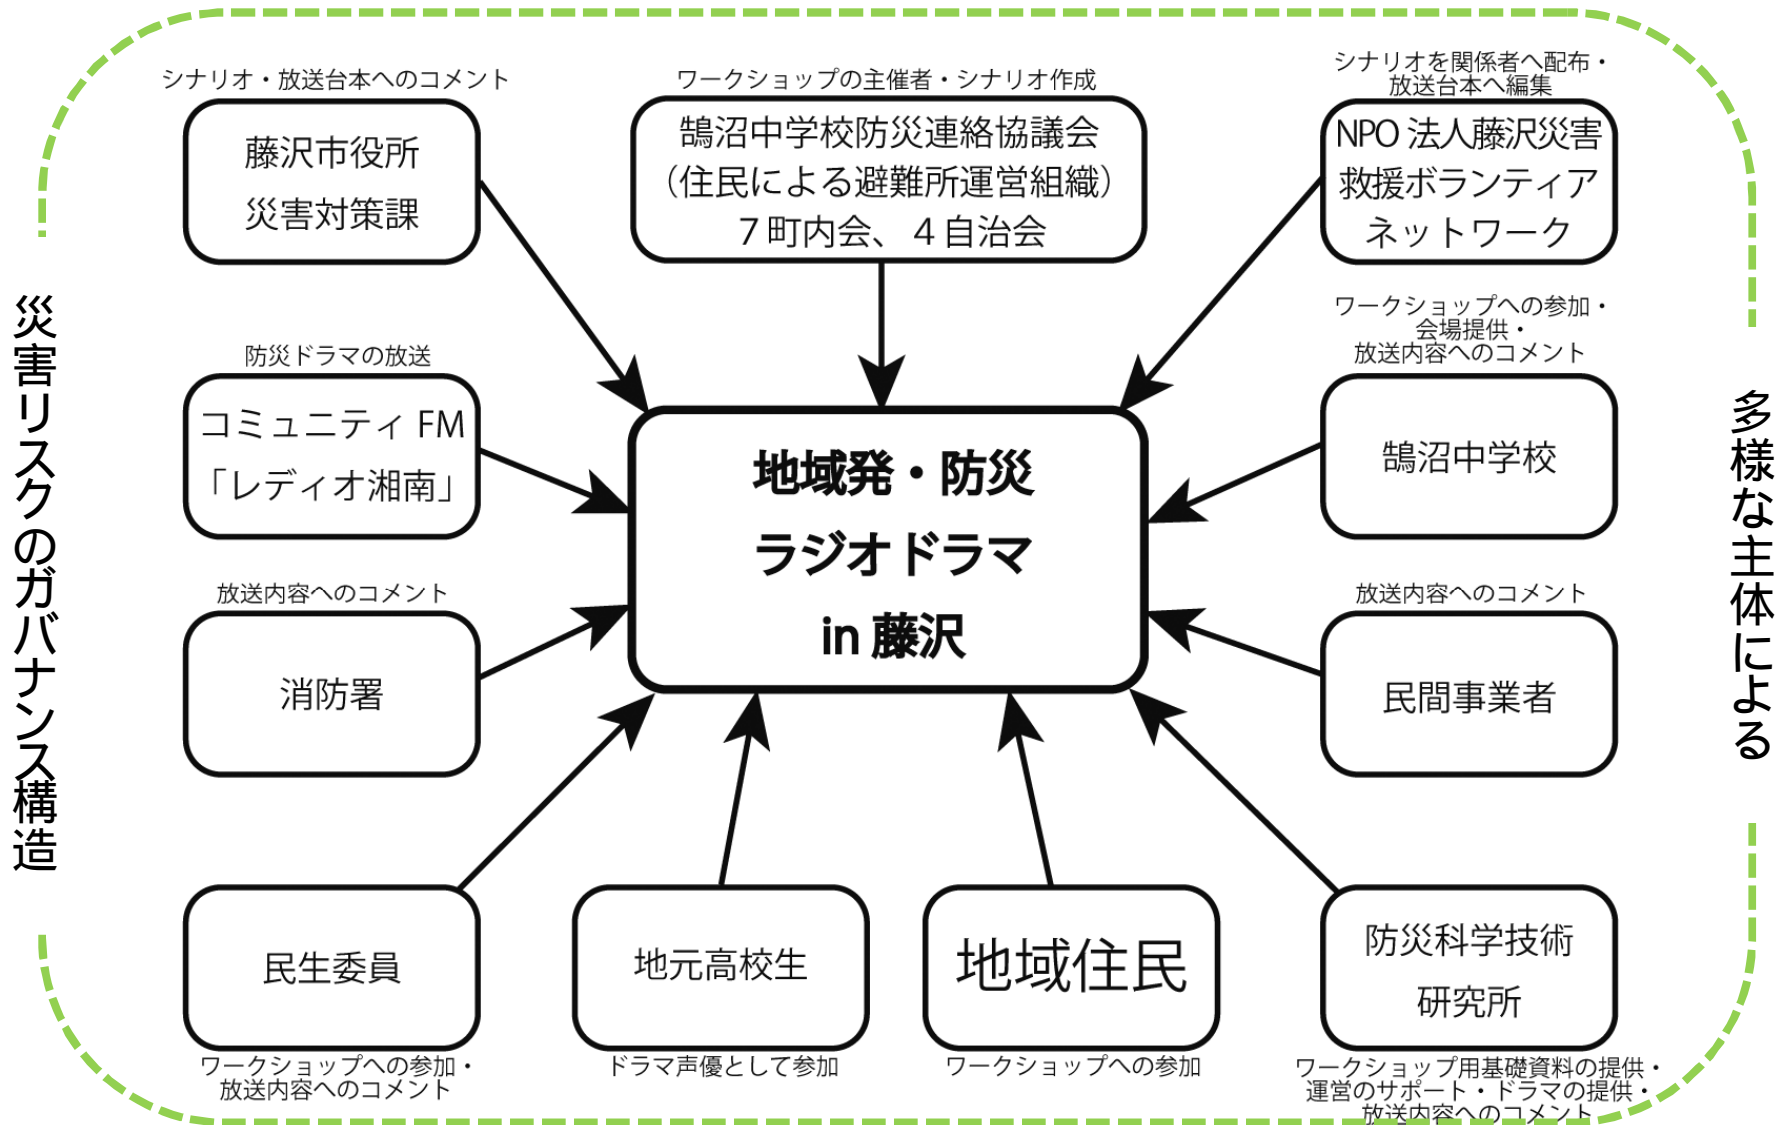 シナリオ・放送台本へのコメント
藤沢市役所
災害対策課
ワークショップの主催者・シナリオ作成
鵠沼中学校防災連絡協議会
（住民による避難所運営組織）
７町内会、４自治会
シナリオを関係者へ配布・
放送台本へ編集
NPO 法人藤沢災害
救援ボランティア
ネットワーク
防災ドラマの放送
コミュニティ FM
「レディオ湘南」
ワークショップへの参加・
会場提供・
放送内容へのコメント
鵠沼中学校
地域発・防災
ラジオドラマ
in 藤沢
放送内容へのコメント
消防署
放送内容へのコメント
民間事業者
民生委員
ワークショップへの参加・
放送内容へのコメント
地元高校生
ドラマ声優として参加
地域住民
ワークショップへの参加
防災科学技術
研究所
ワークショップ用基礎資料の提供・
運営のサポート・ドラマの提供・
放送内容へのコメント
多様な主体による
災害リスクのガバナンス構造